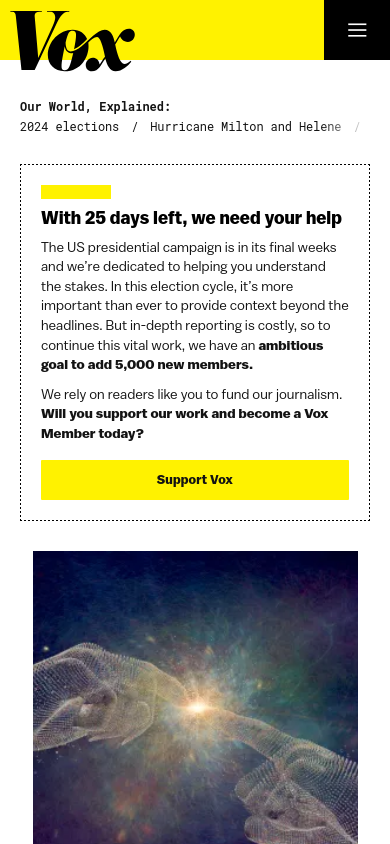 Vox
Our World, Explained:
2024 elections / Hurricane Milton and Helene /
With 25 days left, we need your help
The US presidential campaign is in its final weeks
and we’re dedicated to helping you understand
the stakes. In this election cycle, it’s more
important than ever to provide context beyond the
headlines. But in-depth reporting is costly, so to
continue this vital work, we have an ambitious
goal to add 5,000 new members.
We rely on readers like you to fund our journalism.
Will you support our work and become a Vox
Member today?
Support Vox